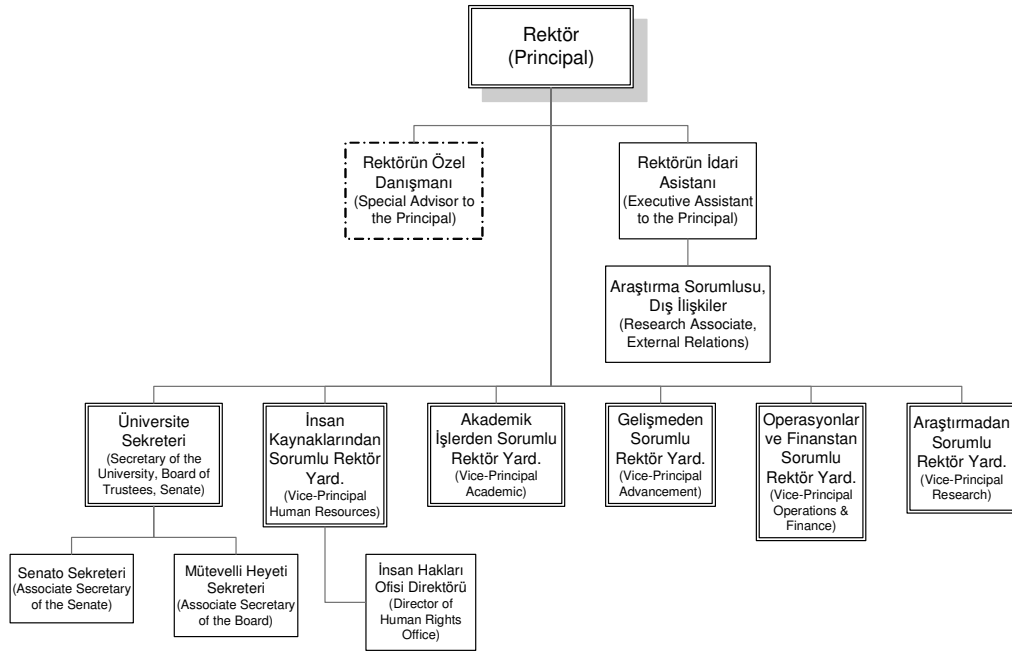 Rektör
(Principal)
Rektörün Özel
Danışmanı
(Special Advisor to
the Principal)
Rektörün İdari
Asistanı
(Executive Assistant
to the Principal)
Araştırma Sorumlusu,
Dış İlişkiler
(Research Associate,
External Relations)
Üniversite
Sekreteri
(Secretary of the
University, Board of
Trustees, Senate)
İnsan
Kaynaklarından
Sorumlu Rektör
Yard.
(Vice-Principal
Human Resources)
Akademik
İşlerden Sorumlu
Rektör Yard.
(Vice-Principal
Academic)
Gelişmeden
Sorumlu
Rektör Yard.
(Vice-Principal
Advancement)
Operasyonlar
ve Finanstan
Sorumlu
Rektör Yard.
(Vice-Principal
Operations &
Finance)
Araştırmadan
Sorumlu
Rektör Yard.
(Vice-Principal
Research)
Senato Sekreteri
(Associate Secretary
of the Senate)
Mütevelli Heyeti
Sekreteri
(Associate Secretary
of the Board)
İnsan Hakları
Ofisi Direktörü
(Director of
Human Rights
Office)